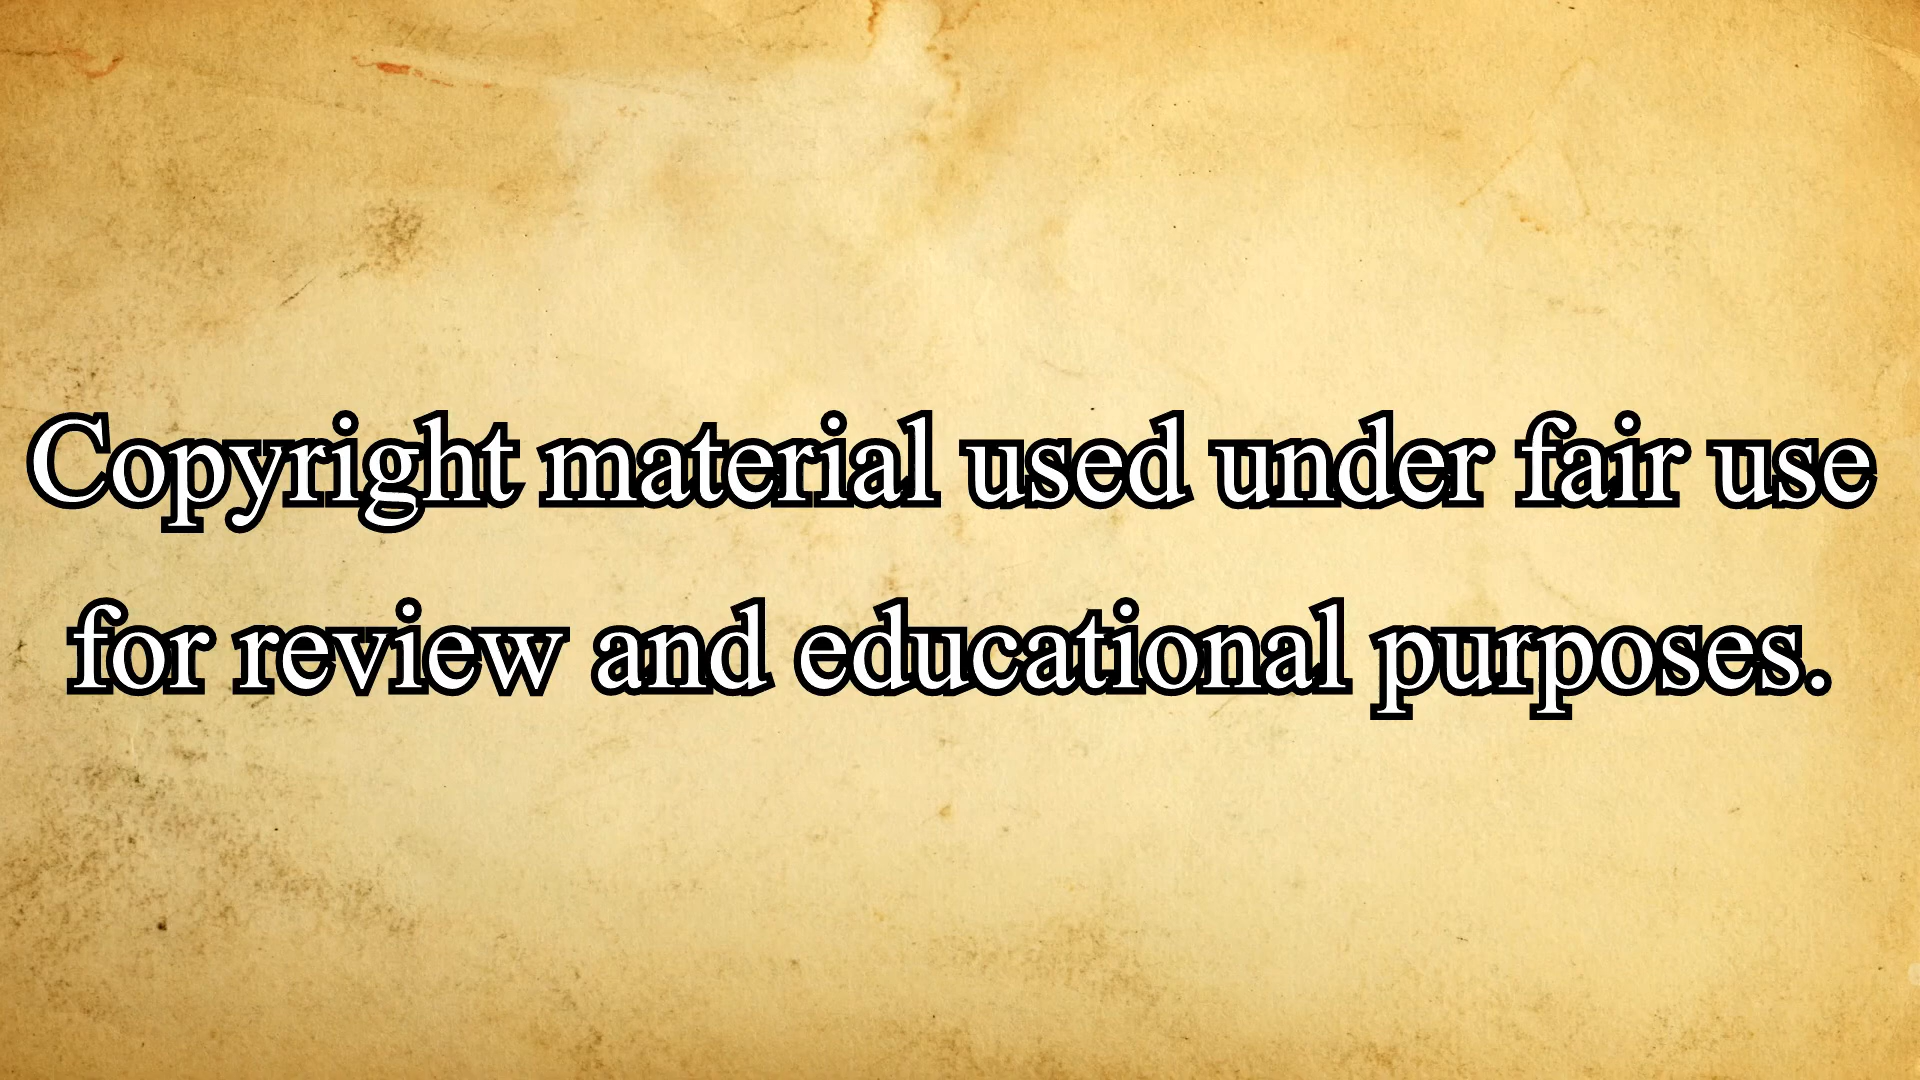 Copyright material used under fair use
for review and educational purposes.